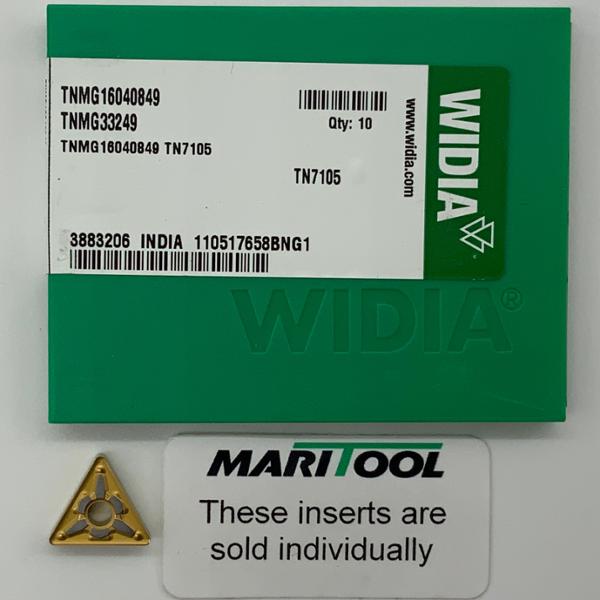 TNMG16040849
TNMG33249
TNMG16040849 TN7105
Qty: 10
TN7105
3883206 INDIA 110517658BNG1
www.widia.com
WIDIA
WIDIA®
MARITOOL
These inserts are
sold individually